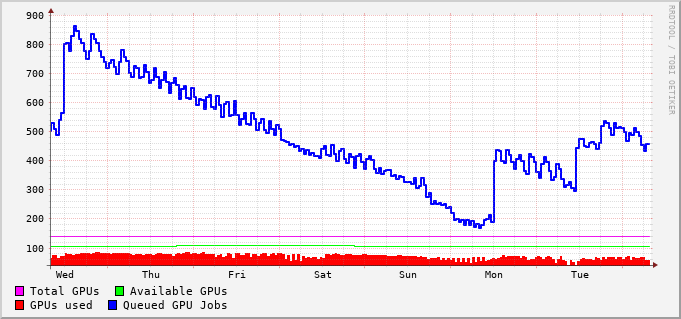 900
800
700
600
500
400
300
200
100
Wed Thu Fri Sat Sun Mon Tue
Total GPUs Available GPUs
GPUs used Queued GPU Jobs
RRDTOOL / TOBI OETIKER